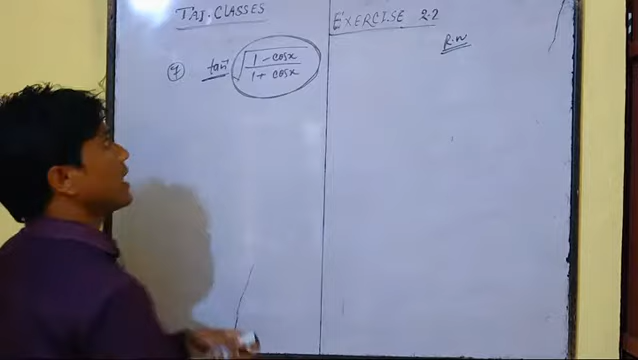 TAJ. CLASSES
EXERCISE 2.2
R.W
⑦ tan⁻¹ √(1 - cosx / 1 + cosx)